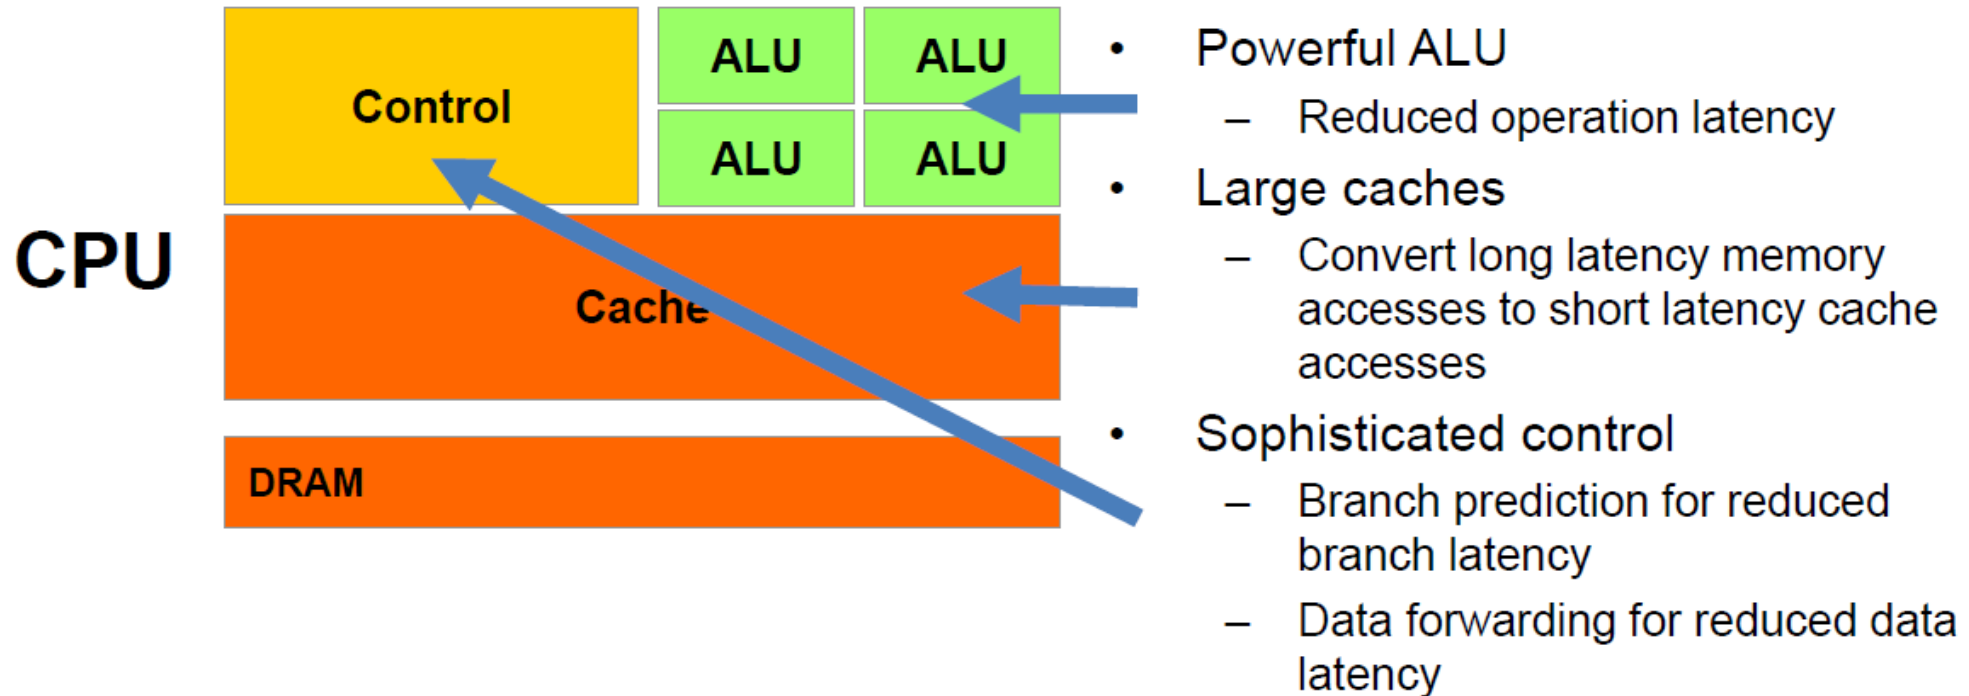 CPU
Control
ALU
ALU
ALU
ALU
Cache
DRAM
• Powerful ALU
– Reduced operation latency
• Large caches
– Convert long latency memory
accesses to short latency cache
accesses
• Sophisticated control
– Branch prediction for reduced
branch latency
– Data forwarding for reduced data
latency